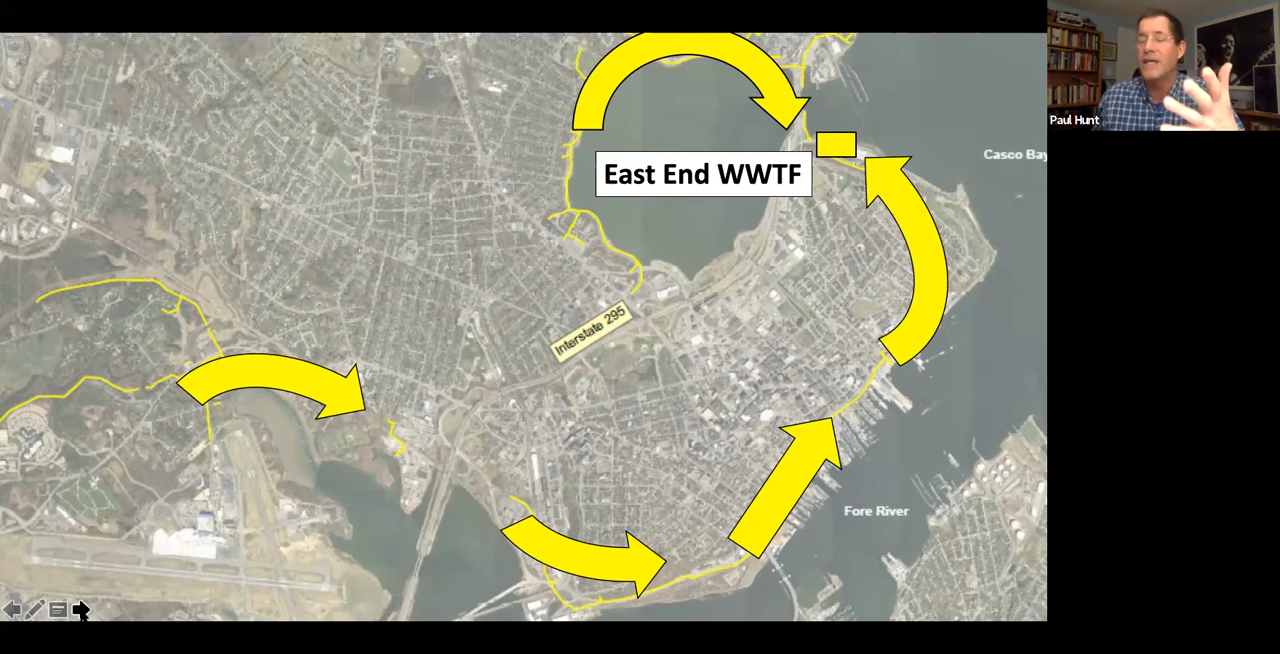 Paul Hunt
Casco Bay
East End WWTF
Interstate 295
Fore River